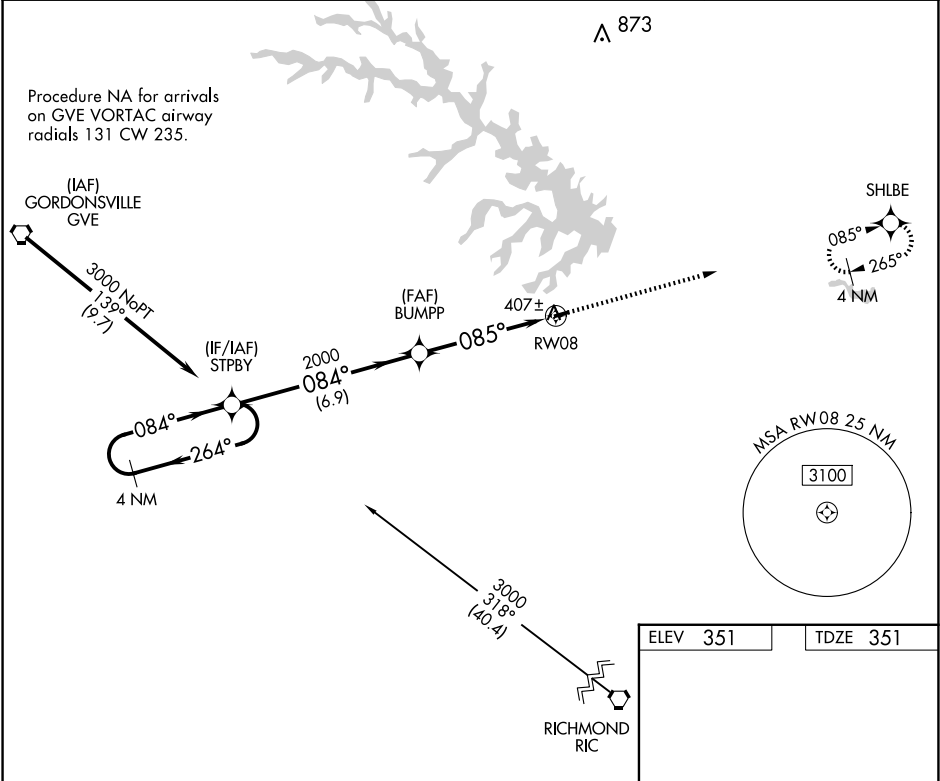 873
Procedure NA for arrivals
on GVE VORTAC airway
radials 131 CW 235.
(IAF)
GORDONSVILLE
GVE
3000 NoPT
139°
(9.7)
(IF/IAF)
STPBY
084°
264°
4 NM
2000
084°
(6.9)
(FAF)
BUMPP
085°
407±
RW08
SHLBE
085°
265°
4 NM
MSA RW08 25 NM
3100
3000
318°
(40.4)
RICHMOND
RIC
ELEV 351
TDZE 351